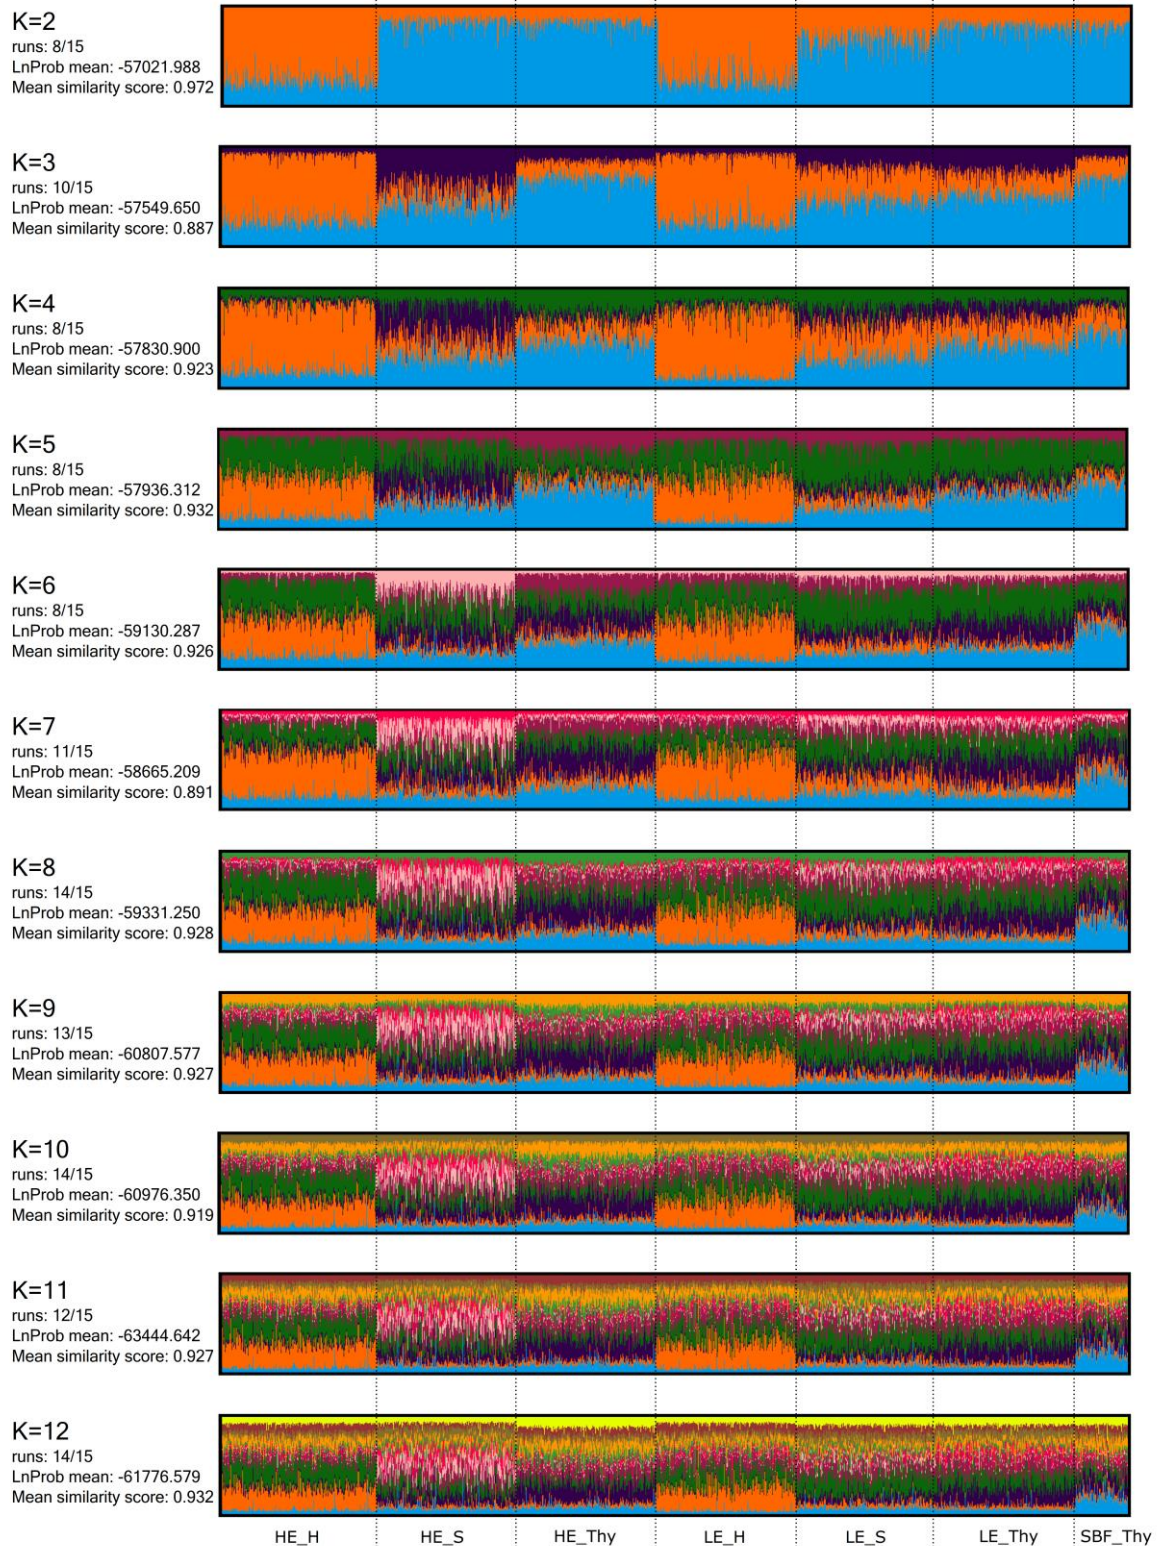 K=2
runs: 8/15
LnProb mean: -57021.988
Mean similarity score: 0.972
K=3
runs: 10/15
LnProb mean: -57549.650
Mean similarity score: 0.887
K=4
runs: 8/15
LnProb mean: -57830.900
Mean similarity score: 0.923
K=5
runs: 8/15
LnProb mean: -57936.312
Mean similarity score: 0.932
K=6
runs: 8/15
LnProb mean: -59130.287
Mean similarity score: 0.926
K=7
runs: 11/15
LnProb mean: -58665.209
Mean similarity score: 0.891
K=8
runs: 14/15
LnProb mean: -59331.250
Mean similarity score: 0.928
K=9
runs: 13/15
LnProb mean: -60807.577
Mean similarity score: 0.927
K=10
runs: 14/15
LnProb mean: -60976.350
Mean similarity score: 0.919
K=11
runs: 12/15
LnProb mean: -63444.642
Mean similarity score: 0.927
K=12
runs: 14/15
LnProb mean: -61776.579
Mean similarity score: 0.932
HE_H HE_S HE_Thy LE_H LE_S LE_Thy SBF_Thy